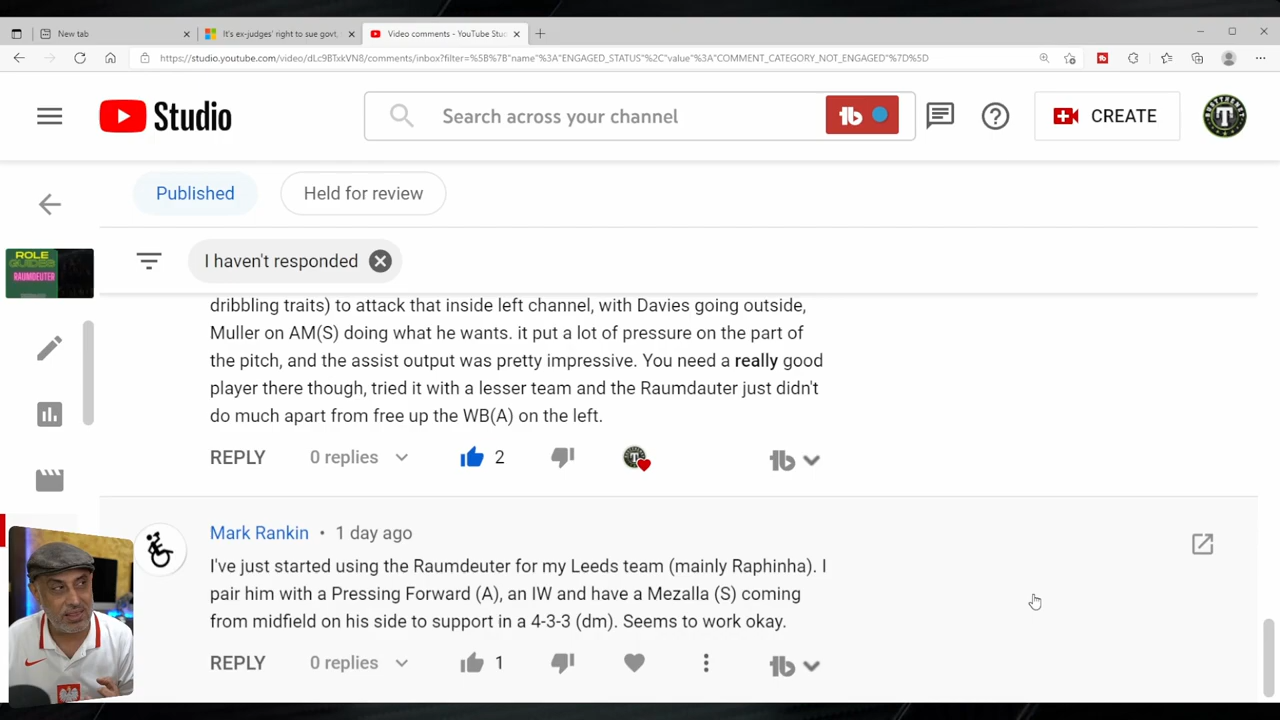 New tab
It's ex-judges' right to sue govt,
Video comments - YouTube Stu
https://studio.youtube.com/video/dLc9BTxkVN8/comments/inbox?filter=%5B%7B"name"%3A"ENGAGED_STATUS"%2C"value"%3A"COMMENT_CATEGORY_NOT_ENGAGED"%7D%5D
Studio
Search across your channel
CREATE
Published
Held for review
ROLE
GUIDES
RAUMDEUTER
I haven't responded
dribbling traits) to attack that inside left channel, with Davies going outside,
Muller on AM(S) doing what he wants. it put a lot of pressure on the part of
the pitch, and the assist output was pretty impressive. You need a really good
player there though, tried it with a lesser team and the Raumdauter just didn't
do much apart from free up the WB(A) on the left.
REPLY
0 replies
2
Mark Rankin • 1 day ago
I've just started using the Raumdeuter for my Leeds team (mainly Raphinha). I
pair him with a Pressing Forward (A), an IW and have a Mezalla (S) coming
from midfield on his side to support in a 4-3-3 (dm). Seems to work okay.
REPLY
0 replies
1